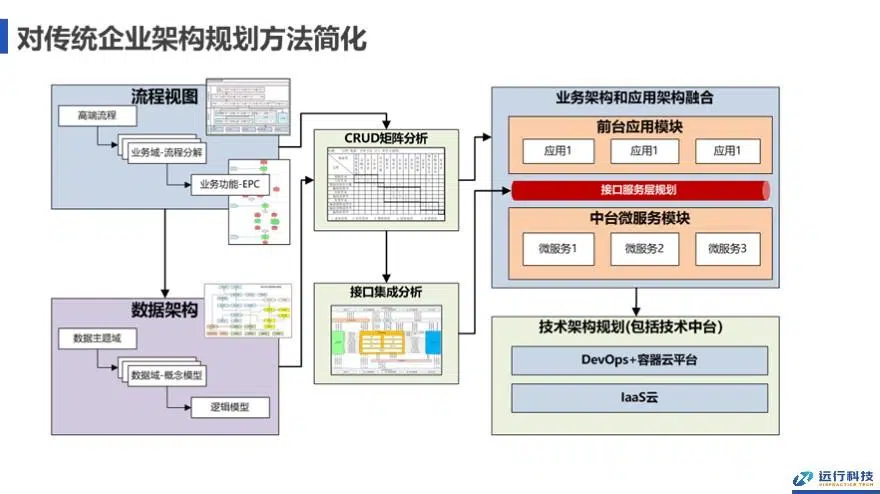 对传统企业架构规划方法简化
流程视图
高端流程
业务域-流程分解
业务功能-EPC
数据架构
数据主题域
数据域-概念模型
逻辑模型
CRUD矩阵分析
接口集成分析
业务架构和应用架构融合
前台应用模块
应用1
应用1
应用1
接口服务层规划
中台微服务模块
微服务1
微服务2
微服务3
技术架构规划(包括技术中台)
DevOps+容器云平台
IaaS云
远行科技
VISPRACTICE TECH